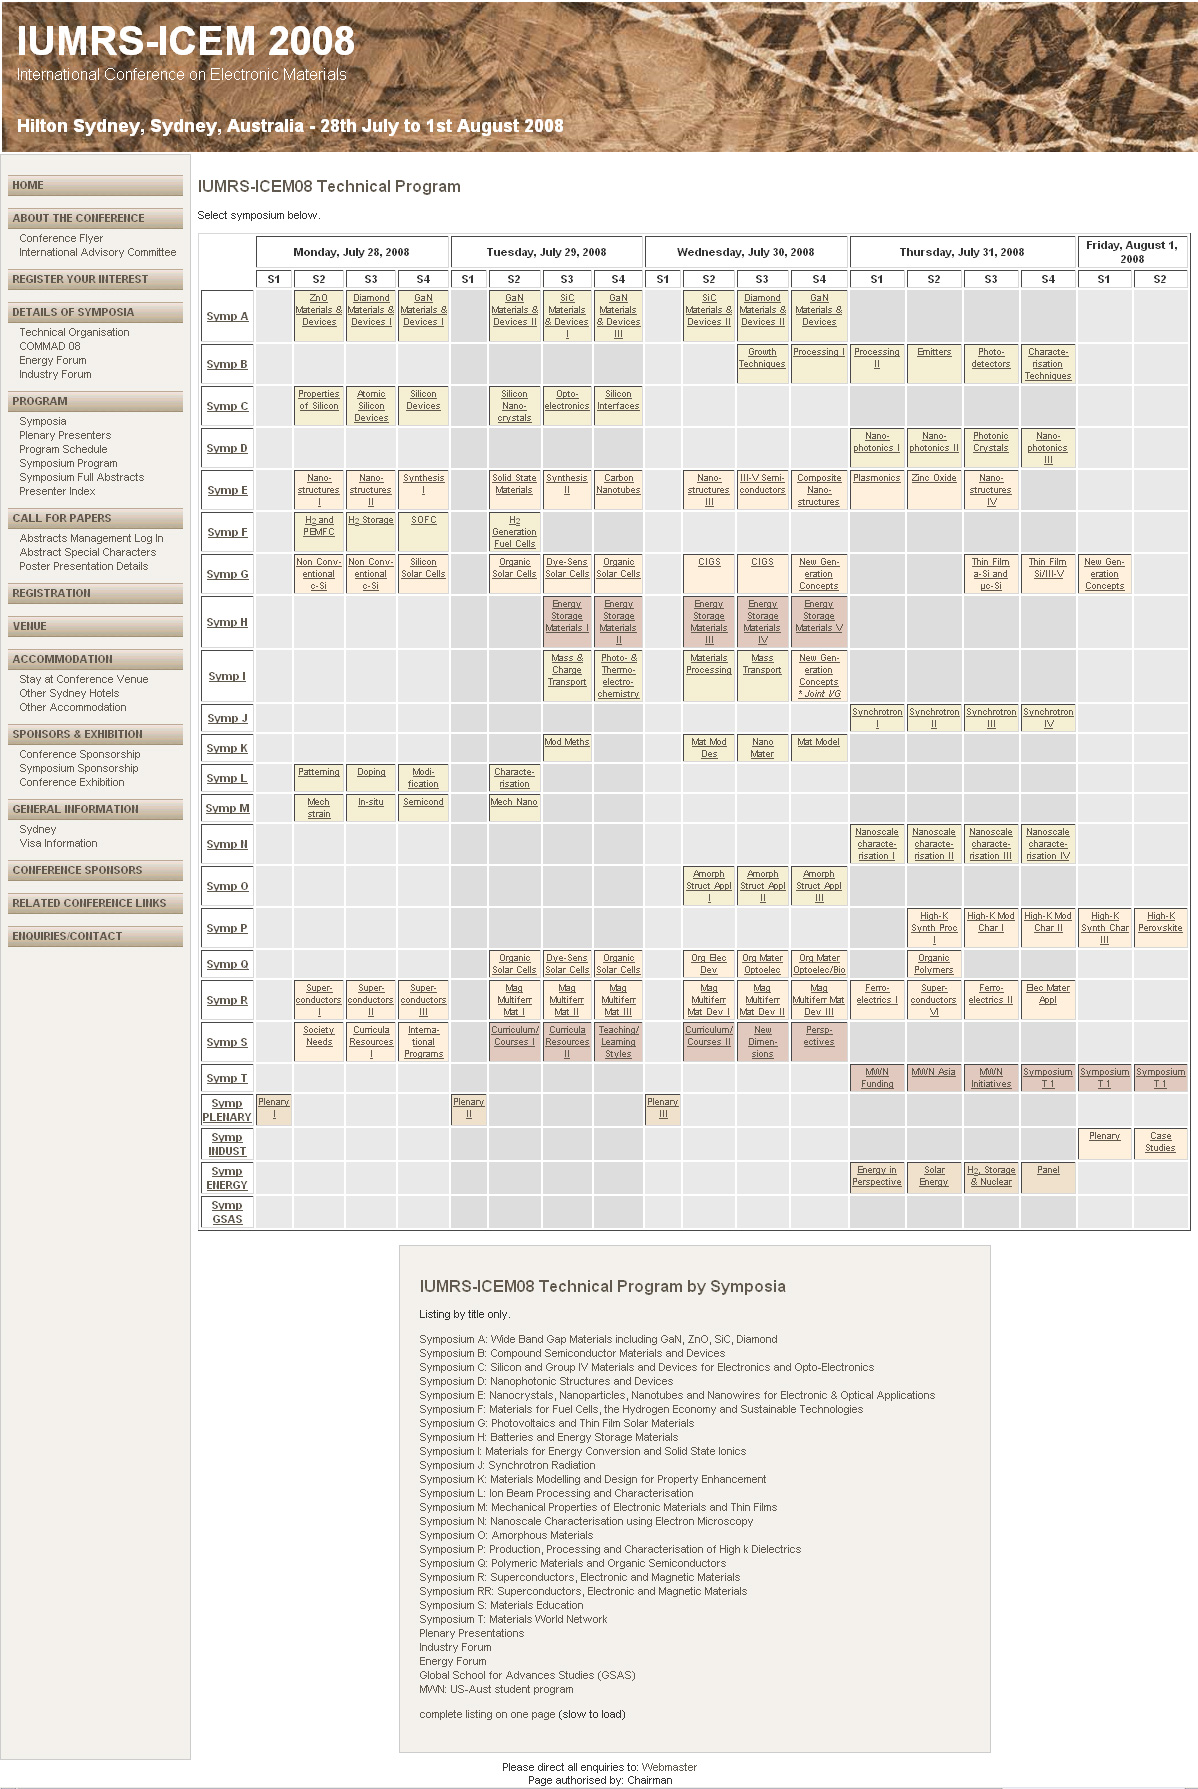 IUMRS-ICEM 2008
International Conference on Electronic Materials
Hilton Sydney, Sydney, Australia - 28th July to 1st August 2008
HOME
ABOUT THE CONFERENCE
Conference Flyer
International Advisory Committee
REGISTER YOUR INTEREST
DETAILS OF SYMPOSIA
Technical Organisation
COMMAD 08
Energy Forum
Industry Forum
PROGRAM
Symposia
Plenary Presenters
Program Schedule
Symposium Program
Symposium Full Abstracts
Presenter Index
CALL FOR PAPERS
Abstracts Management Log In
Abstract Special Characters
Poster Presentation Details
REGISTRATION
VENUE
ACCOMMODATION
Stay at Conference Venue
Other Sydney Hotels
Other Accommodation
SPONSORS & EXHIBITION
Conference Sponsorship
Symposium Sponsorship
Conference Exhibition
GENERAL INFORMATION
Sydney
Visa Information
CONFERENCE SPONSORS
RELATED CONFERENCE LINKS
ENQUIRIES/CONTACT
IUMRS-ICEM08 Technical Program
Select symposium below.
Monday, July 28, 2008 Tuesday, July 29, 2008 Wednesday, July 30, 2008 Thursday, July 31, 2008 Friday, August 1, 2008
S1 S2 S3 S4 S1 S2 S3 S4 S1 S2 S3 S4 S1 S2 S3 S4 S1 S2
Symp A ZnO Materials & Devices Diamond Materials & Devices I GaN Materials & Devices I GaN Materials & Devices II SiC Materials & Devices I GaN Materials & Devices III SiC Materials & Devices II Diamond Materials & Devices II GaN Materials & Devices
Symp B Growth Techniques Processing I Processing II Emitters Photo-detectors Characte-risation Techniques
Symp C Properties of Silicon Atomic Silicon Devices Silicon Devices Silicon Nano-crystals Opto-electronics Silicon Interfaces
Symp D Nano-photonics I Nano-photonics II Photonic Crystals Nano-photonics III
Symp E Nano-structures I Nano-structures II Synthesis I Solid State Materials Synthesis II Carbon Nanotubes Nano-structures III III-V Semi-conductors Composite Nano-structures Plasmonics Zinc Oxide Nano-structures IV
Symp F H2 and PEMFC H2 Storage SOFC H2 Generation Fuel Cells
Symp G Non Conv-entional c-Si Non Conv-entional c-Si Silicon Solar Cells Organic Solar Cells Dye-Sens Solar Cells Organic Solar Cells CIGS CIGS New Gen-eration Concepts Thin Film a-Si and µc-Si Thin Film Si/III-V New Gen-eration Concepts
Symp H Energy Storage Materials I Energy Storage Materials II Energy Storage Materials III Energy Storage Materials IV Energy Storage Materials V
Symp I Mass & Charge Transport Photo- & Thermo-electro-chemistry Materials Processing Mass Transport New Gen-eration Concepts * Joint I/G
Symp J Synchrotron I Synchrotron II Synchrotron III Synchrotron IV
Symp K Mod Meths Mat Mod Des Nano Mater Mat Model
Symp L Patterning Doping Modi-fication Characte-risation
Symp M Mech strain In-situ Semicond Mech Nano
Symp N Nanoscale characte-risation I Nanoscale characte-risation II Nanoscale characte-risation III Nanoscale characte-risation IV
Symp O Amorph Struct Appl I Amorph Struct Appl II Amorph Struct Appl III
Symp P High-K Synth Proc I High-K Mod Char I High-K Mod Char II High-K Synth Char III High-K Perovskite
Symp Q Organic Solar Cells Dye-Sens Solar Cells Organic Solar Cells Org Elec Dev Org Mater Optoelec Org Mater Optoelec/Bio Organic Polymers
Symp R Super-conductors I Super-conductors II Super-conductors III Mag Multiferr Mat I Mag Multiferr Mat II Mag Multiferr Mat III Mag Multiferr Mat Dev I Mag Multiferr Mat Dev II Mag Multiferr Mat Dev III Ferro-electrics I Super-conductors VI Ferro-electrics II Elec Mater Appl
Symp S Society Needs Curricula Resources I Interna-tional Programs Curriculum/ Courses I Curricula Resources II Teaching/ Learning Styles Curriculum/ Courses II New Dimen-sions Persp-ectives
Symp T MWN Funding MWN Asia MWN Initiatives Symposium T 1 Symposium T 1 Symposium T 1
Symp PLENARY Plenary I Plenary II Plenary III
Symp INDUST Plenary Case Studies
Symp ENERGY Energy in Perspective Solar Energy H2, Storage & Nuclear Panel
Symp GSAS
IUMRS-ICEM08 Technical Program by Symposia
Listing by title only.
Symposium A: Wide Band Gap Materials including GaN, ZnO, SiC, Diamond
Symposium B: Compound Semiconductor Materials and Devices
Symposium C: Silicon and Group IV Materials and Devices for Electronics and Opto-Electronics
Symposium D: Nanophotonic Structures and Devices
Symposium E: Nanocrystals, Nanoparticles, Nanotubes and Nanowires for Electronic & Optical Applications
Symposium F: Materials for Fuel Cells, the Hydrogen Economy and Sustainable Technologies
Symposium G: Photovoltaics and Thin Film Solar Materials
Symposium H: Batteries and Energy Storage Materials
Symposium I: Materials for Energy Conversion and Solid State Ionics
Symposium J: Synchrotron Radiation
Symposium K: Materials Modelling and Design for Property Enhancement
Symposium L: Ion Beam Processing and Characterisation
Symposium M: Mechanical Properties of Electronic Materials and Thin Films
Symposium N: Nanoscale Characterisation using Electron Microscopy
Symposium O: Amorphous Materials
Symposium P: Production, Processing and Characterisation of High k Dielectrics
Symposium Q: Polymeric Materials and Organic Semiconductors
Symposium R: Superconductors, Electronic and Magnetic Materials
Symposium RR: Superconductors, Electronic and Magnetic Materials
Symposium S: Materials Education
Symposium T: Materials World Network
Plenary Presentations
Industry Forum
Energy Forum
Global School for Advances Studies (GSAS)
MWN: US-Aust student program
complete listing on one page (slow to load)
Please direct all enquiries to: Webmaster
Page authorised by: Chairman